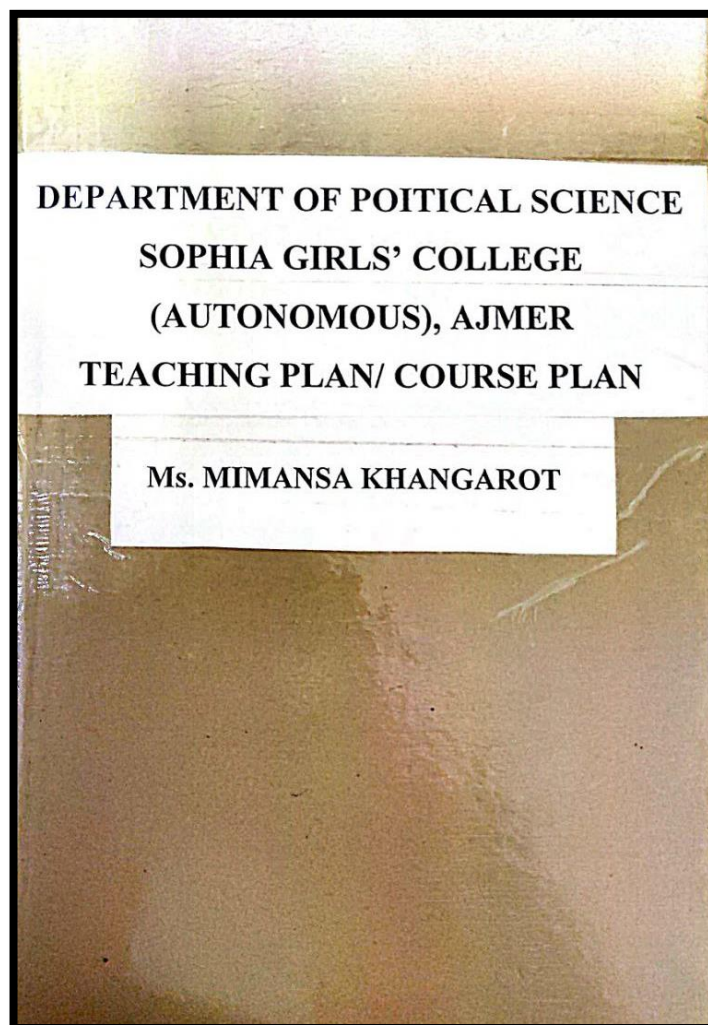 DEPARTMENT OF POITICAL SCIENCE
SOPHIA GIRLS' COLLEGE
(AUTONOMOUS), AJMER
TEACHING PLAN/ COURSE PLAN
Ms. MIMANSA KHANGAROT